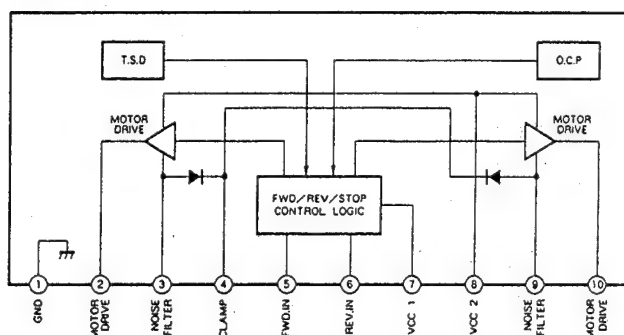 T.S.D
O.C.P
MOTOR
DRIVE
MOTOR
DRIVE
FWD/REV/STOP
CONTROL LOGIC
1
2
3
4
5
6
7
8
9
10
GND
MOTOR
DRIVE
NOISE
FILTER
CLAMP
FWD.IN
REV.IN
VCC 1
VCC 2
NOISE
FILTER
MOTOR
DRIVE